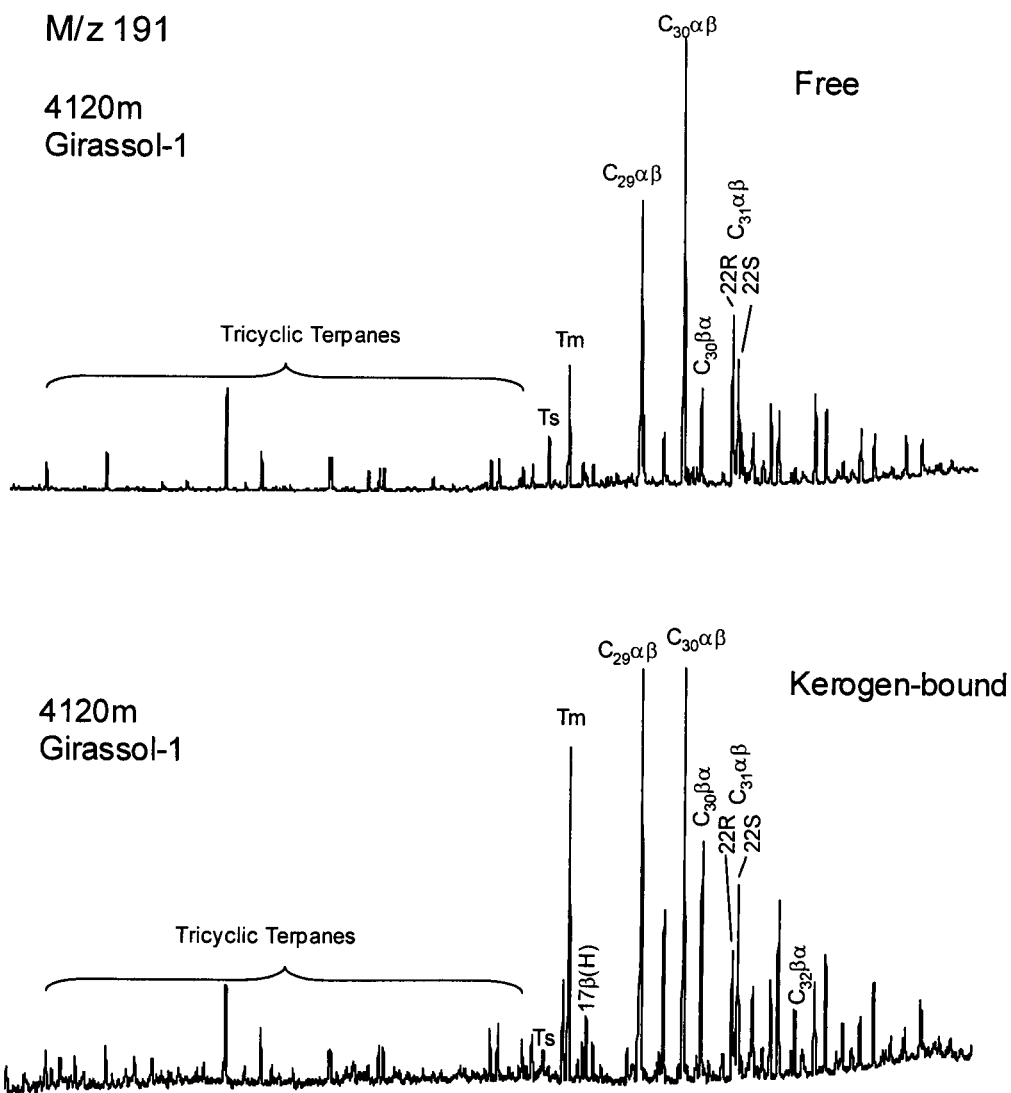 M/z 191
4120m
Girassol-1
Free
C₃₀αβ
C₂₉αβ
22R C₃₁αβ
22S
C₃₀βα
Tm
Ts
Tricyclic Terpanes
4120m
Girassol-1
Kerogen-bound
C₂₉αβ C₃₀αβ
Tm
C₃₀βα
22R C₃₁αβ
22S
Tricyclic Terpanes
17β(H)
C₃₂βα
Ts